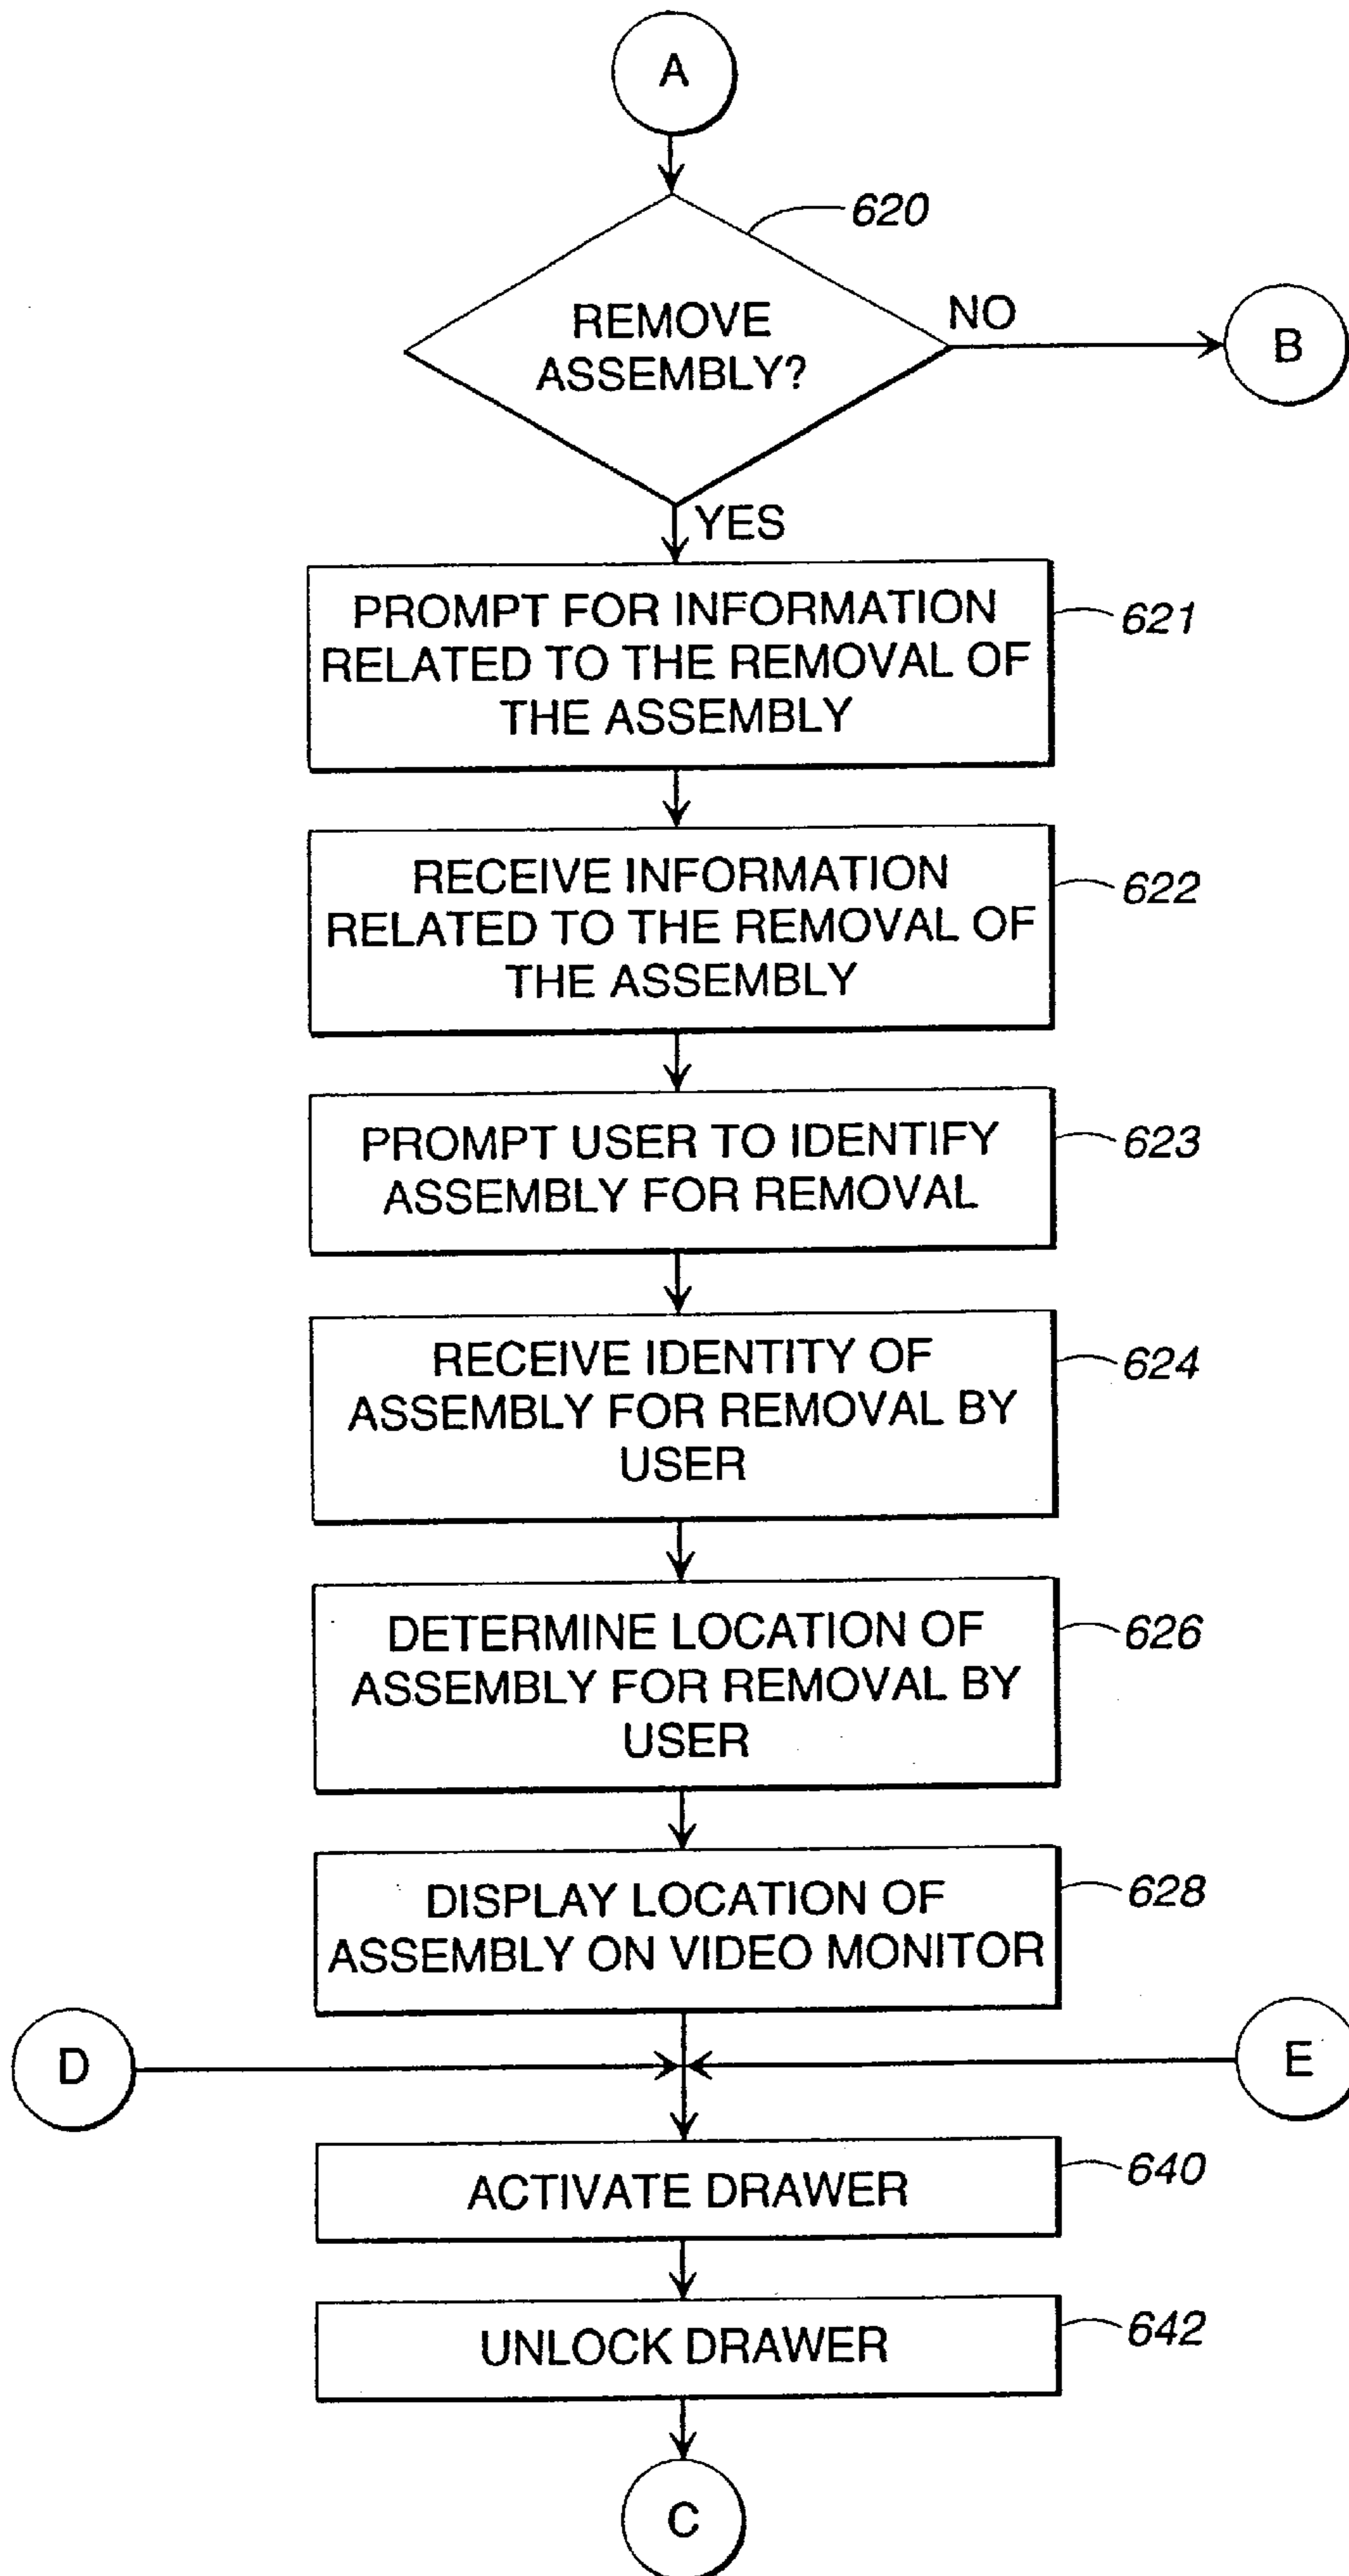 A
620
REMOVE
ASSEMBLY?
NO
B
YES
PROMPT FOR INFORMATION
RELATED TO THE REMOVAL OF
THE ASSEMBLY
621
RECEIVE INFORMATION
RELATED TO THE REMOVAL OF
THE ASSEMBLY
622
PROMPT USER TO IDENTIFY
ASSEMBLY FOR REMOVAL
623
RECEIVE IDENTITY OF
ASSEMBLY FOR REMOVAL BY
USER
624
DETERMINE LOCATION OF
ASSEMBLY FOR REMOVAL BY
USER
626
DISPLAY LOCATION OF
ASSEMBLY ON VIDEO MONITOR
628
D
E
ACTIVATE DRAWER
640
UNLOCK DRAWER
642
C